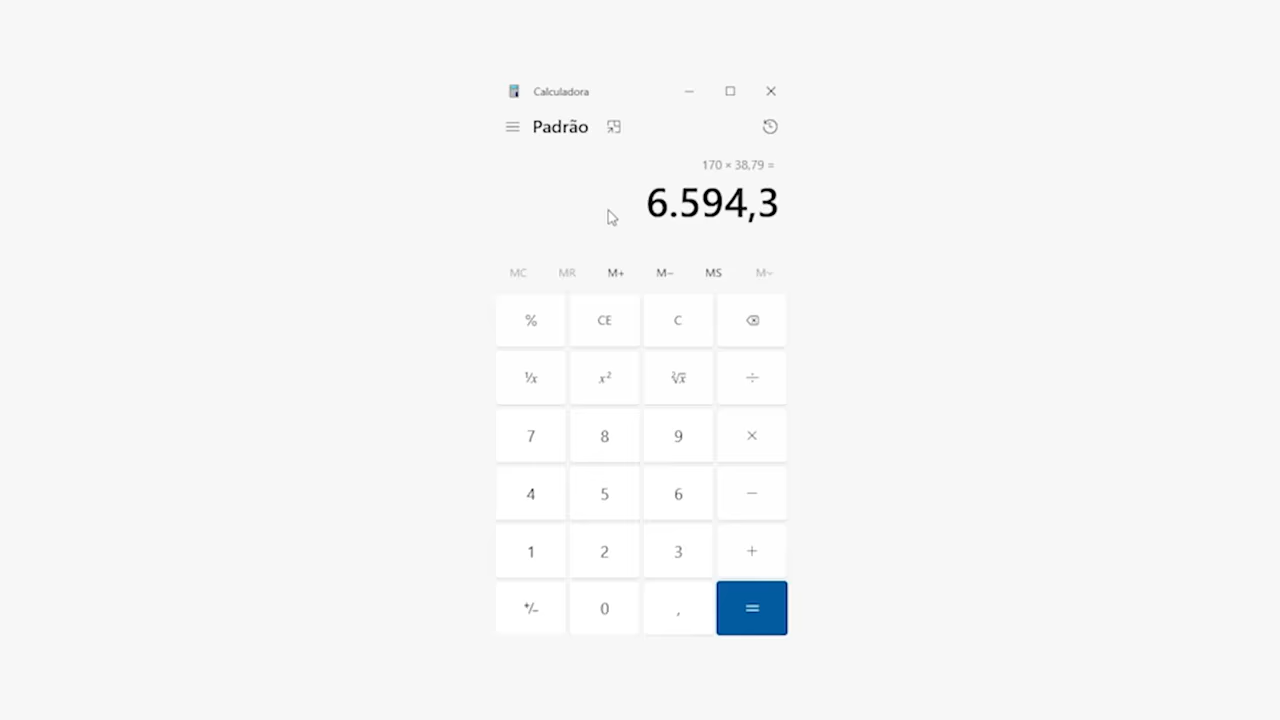 Calculadora
Padrão
170 × 38,79 =
6.594,3
MC MR M+ M− MS M˅
% CE C
¹/x x² ²√x ÷
7 8 9 ×
4 5 6 −
1 2 3 +
+/− 0 , =